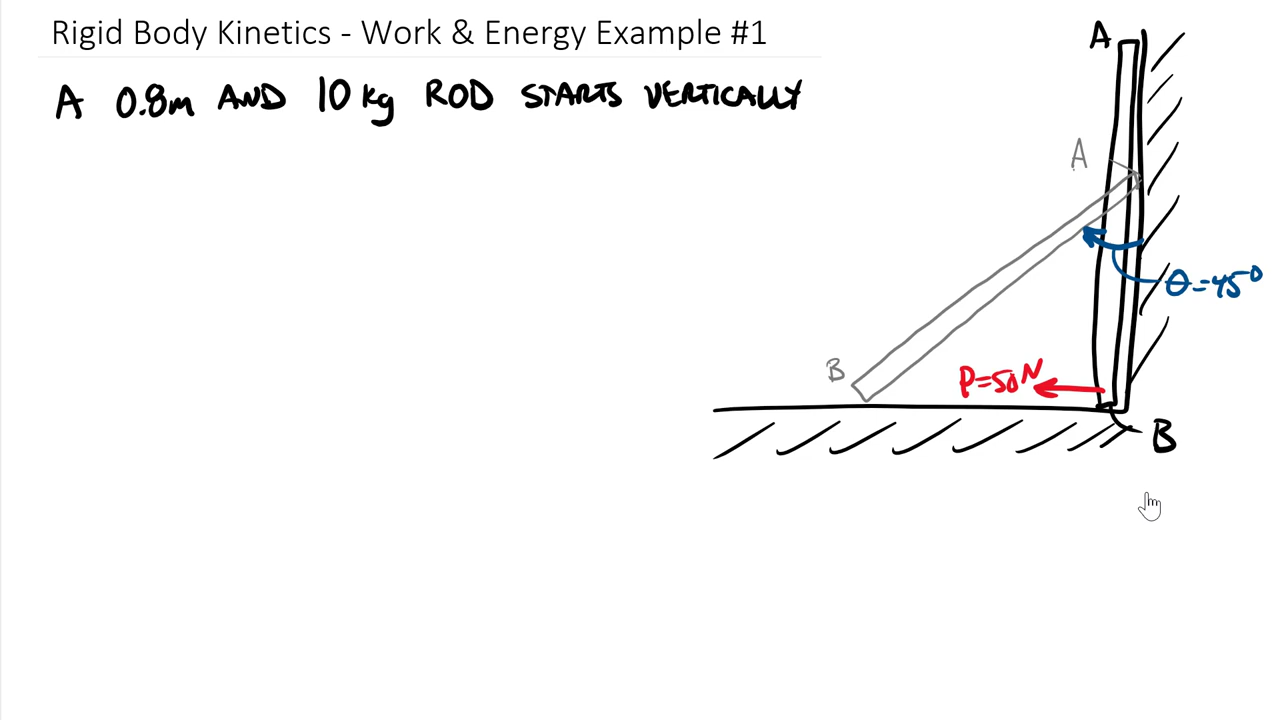 Rigid Body Kinetics - Work & Energy Example #1
A 0.8m AND 10 kg ROD STARTS VERTICALLY
A
A
θ=45°
B
P=50N
B